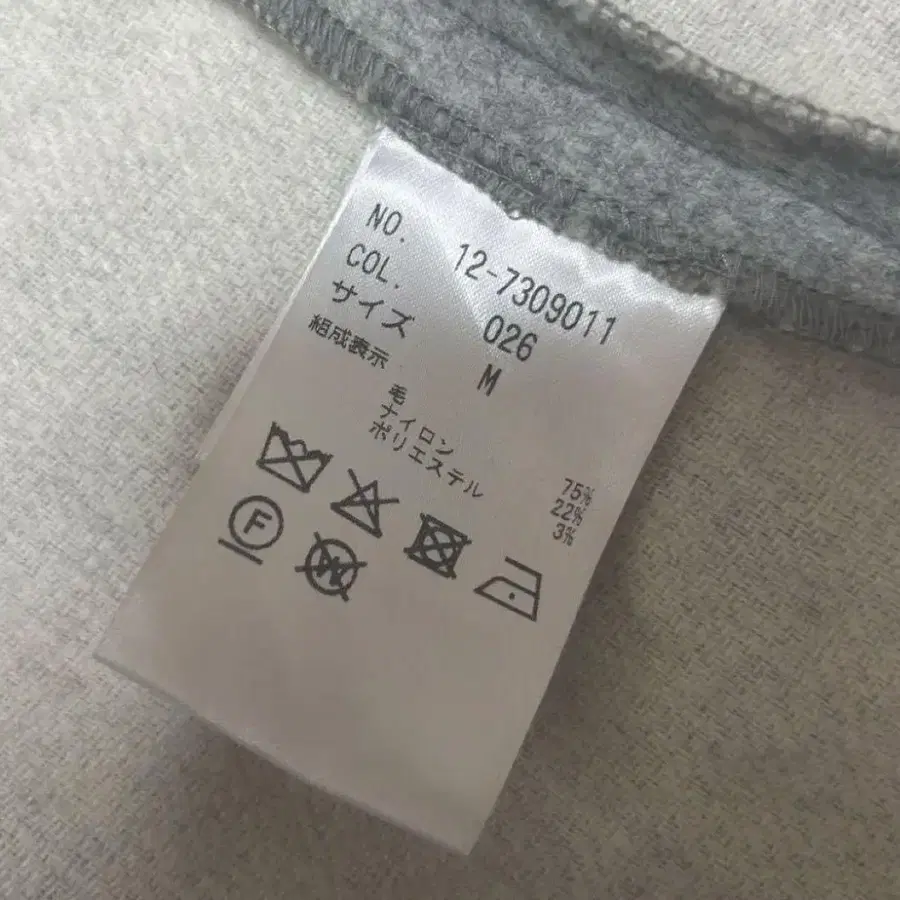 NO. 12-7309011
COL. 026
サイズ M
組成表示
毛 75%
ナイロン 22%
ポリエステル 3%
F
W